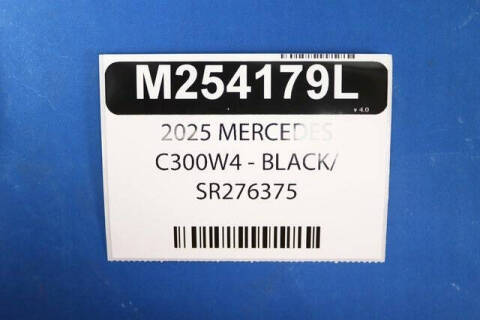 M254179L
v 4.0
2025 MERCEDES
C300W4 - BLACK/
SR276375